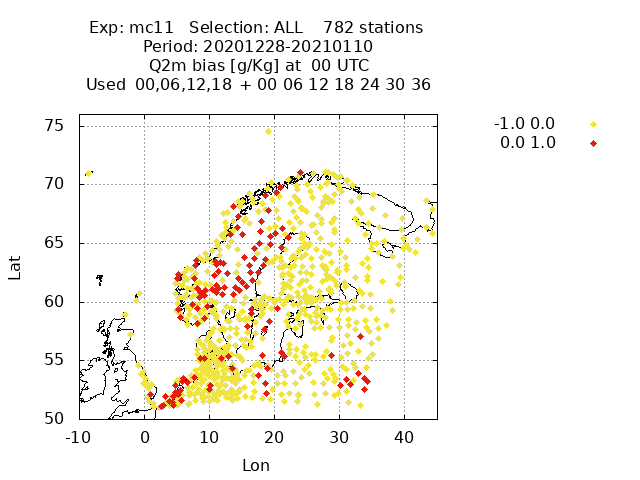 Exp: mc11 Selection: ALL 782 stations
Period: 20201228-20210110
Q2m bias [g/Kg] at 00 UTC
Used 00,06,12,18 + 00 06 12 18 24 30 36
-1.0 0.0
0.0 1.0
75
70
65
60
55
50
Lat
-10 0 10 20 30 40
Lon